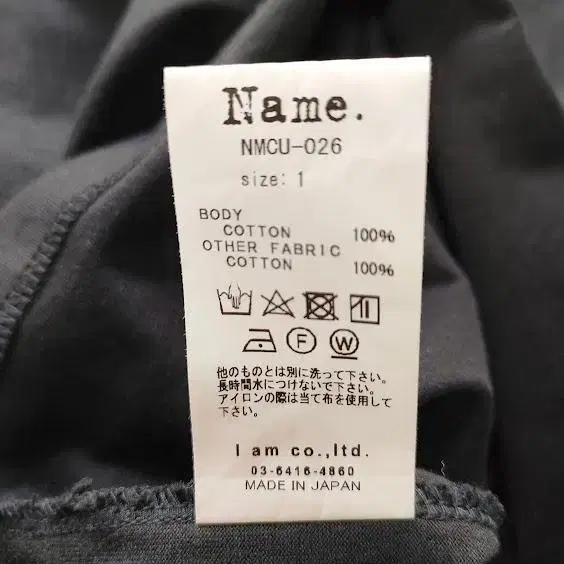 Name.
NMCU-026
size: 1
BODY
COTTON 100%
OTHER FABRIC
COTTON 100%
F W
他のものとは別に洗って下さい。
長時間水につけないで下さい。
アイロンの際は当て布を使用して
下さい。
I am co.,ltd.
03-6416-4860
MADE IN JAPAN